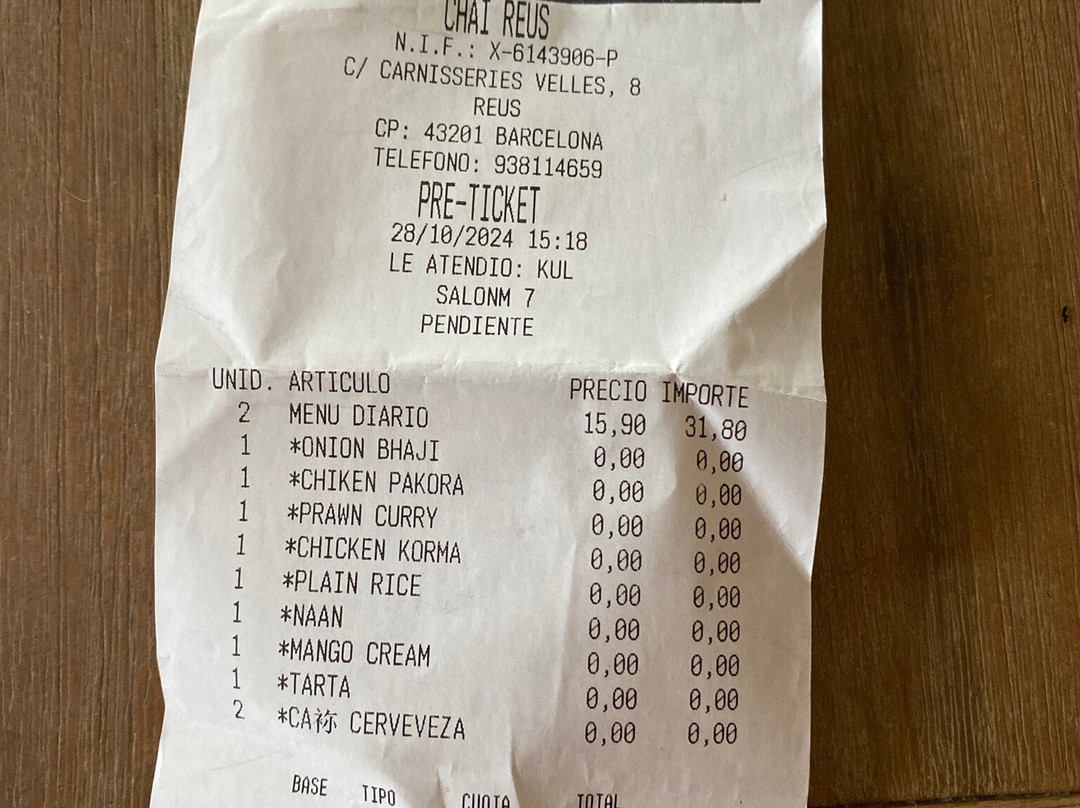 CHAI REUS
N.I.F.: X-6143906-P
C/ CARNISSERIES VELLES, 8
REUS
CP: 43201 BARCELONA
TELEFONO: 938114659
PRE-TICKET
28/10/2024 15:18
LE ATENDIO: KUL
SALONM 7
PENDIENTE
UNID. ARTICULO PRECIO IMPORTE
2 MENU DIARIO 15,90 31,80
1 *ONION BHAJI 0,00 0,00
1 *CHIKEN PAKORA 0,00 0,00
1 *PRAWN CURRY 0,00 0,00
1 *CHICKEN KORMA 0,00 0,00
1 *PLAIN RICE 0,00 0,00
1 *NAAN 0,00 0,00
1 *MANGO CREAM 0,00 0,00
1 *TARTA 0,00 0,00
2 *CA祢 CERVEVEZA 0,00 0,00
BASE TIPO CUOTA TOTAL